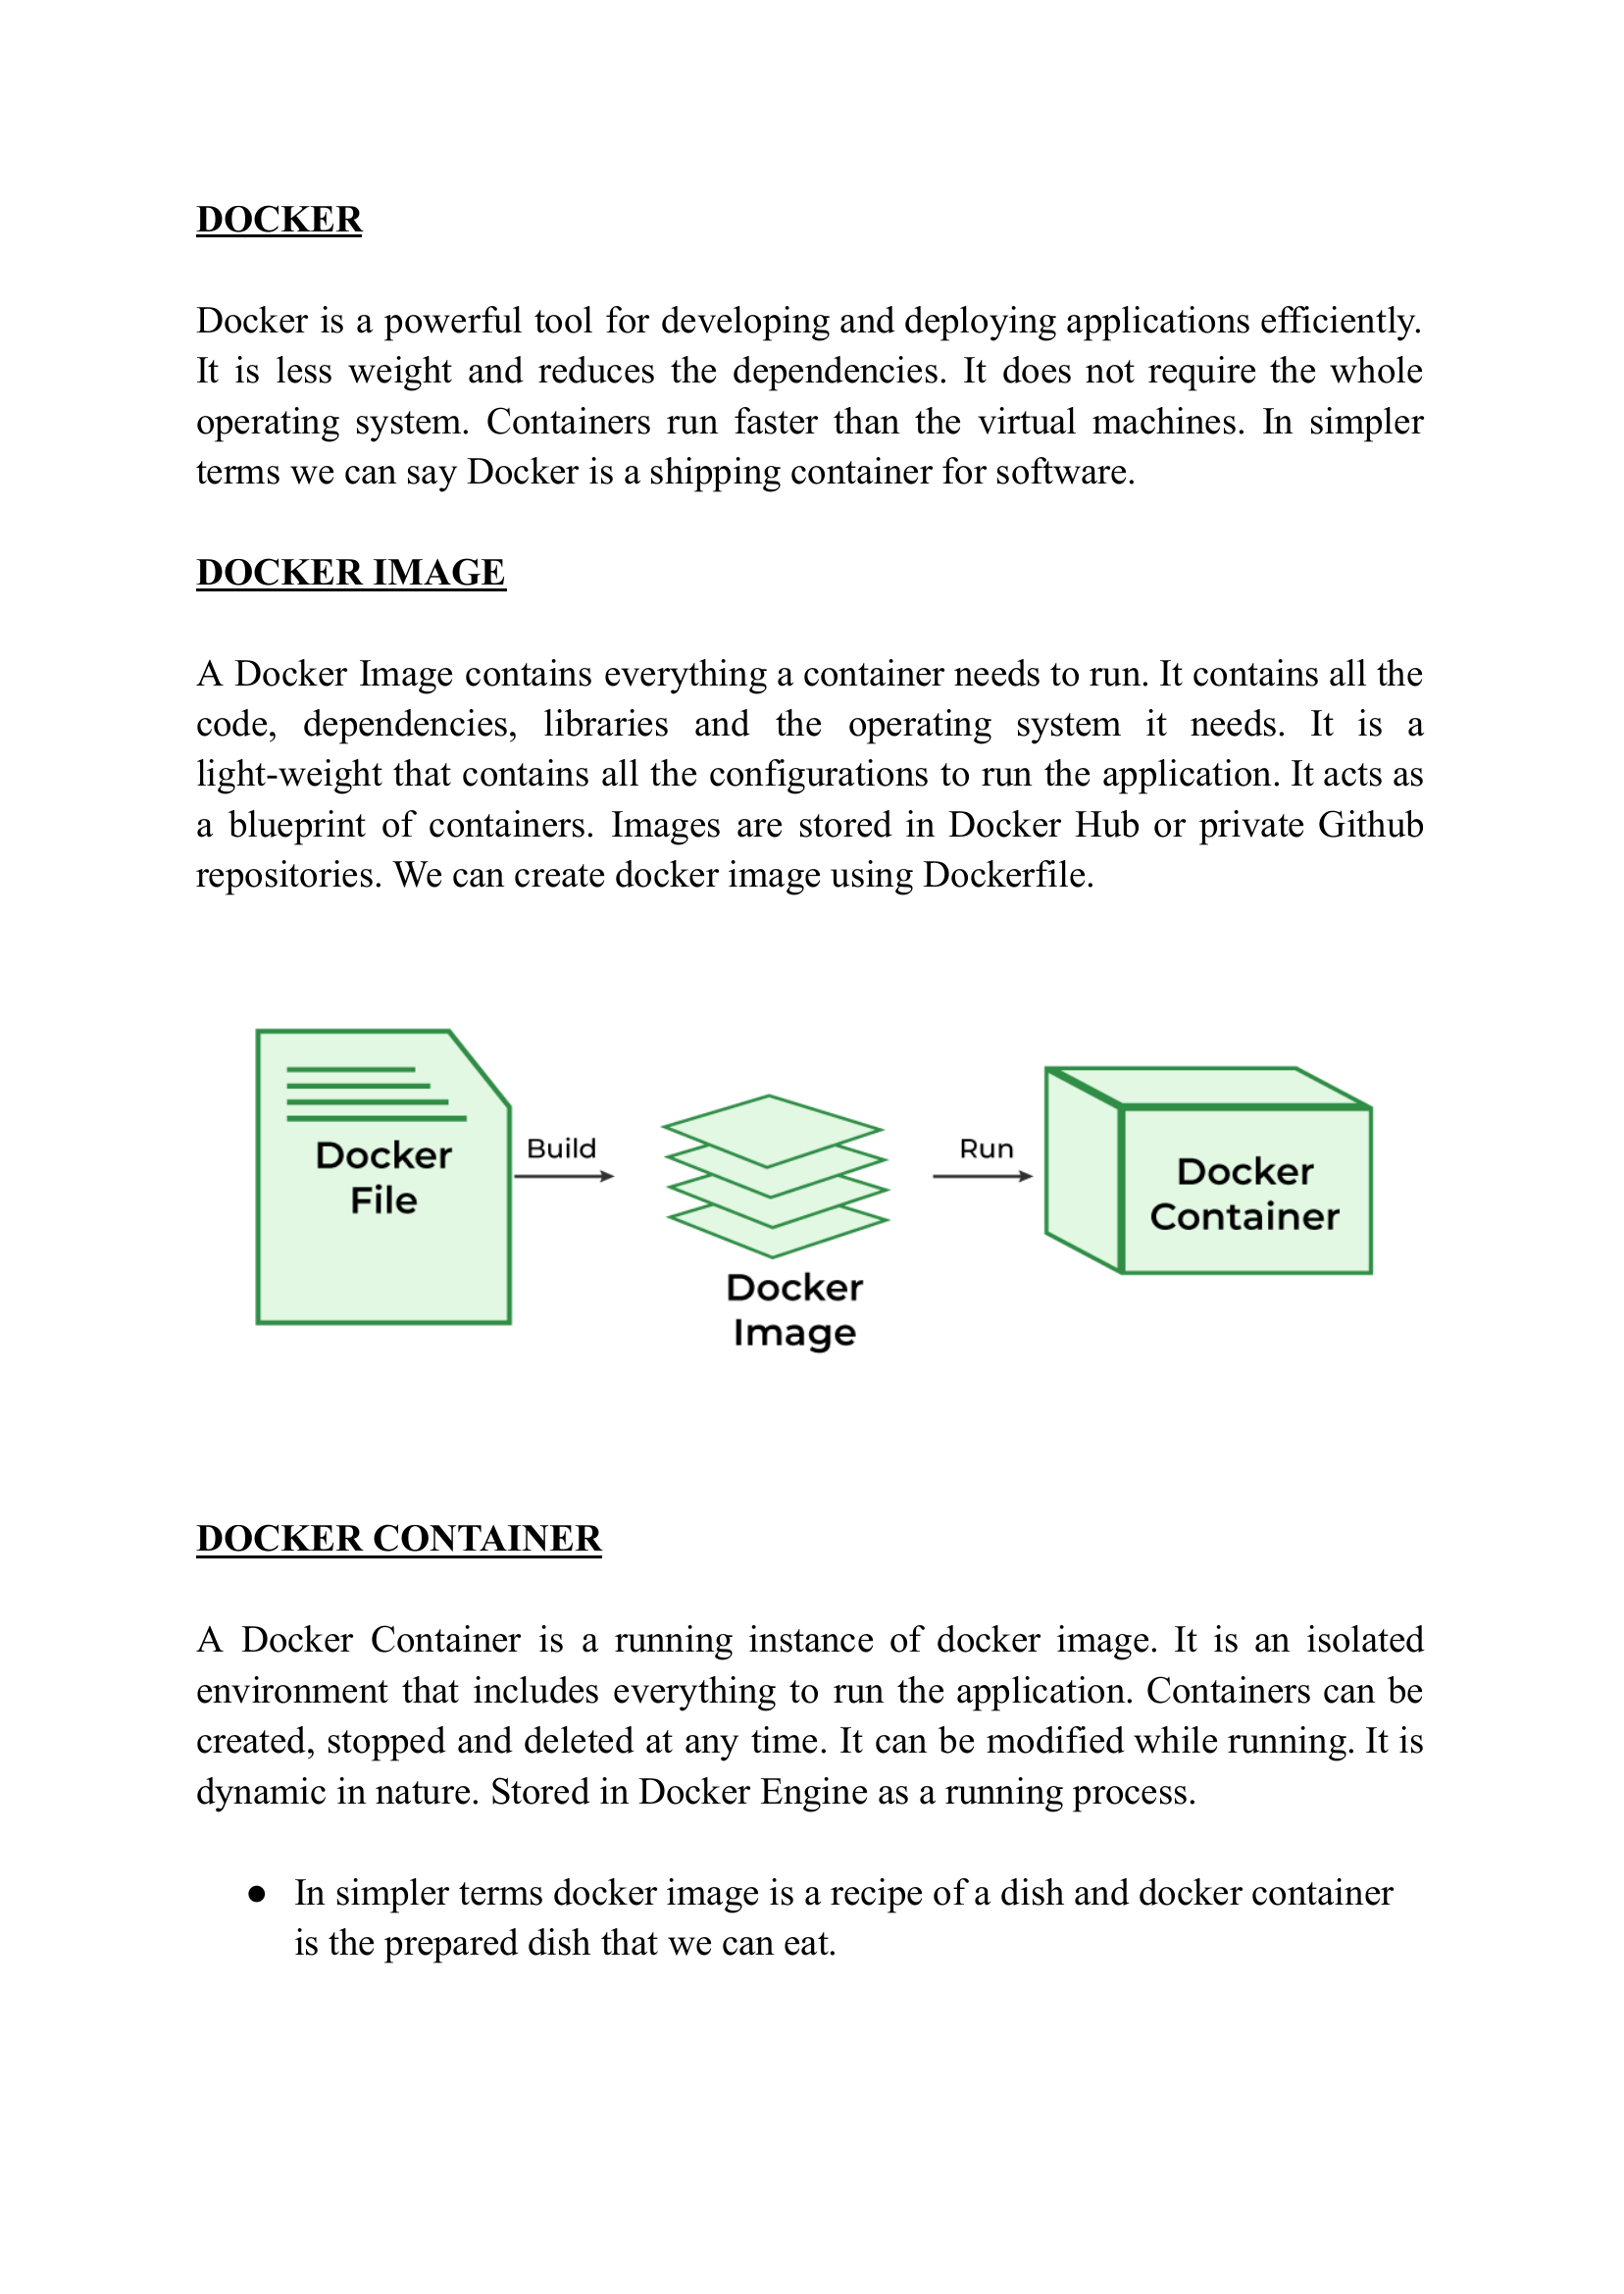 DOCKER
Docker is a powerful tool for developing and deploying applications efficiently.
It is less weight and reduces the dependencies. It does not require the whole
operating system. Containers run faster than the virtual machines. In simpler
terms we can say Docker is a shipping container for software.
DOCKER IMAGE
A Docker Image contains everything a container needs to run. It contains all the
code, dependencies, libraries and the operating system it needs. It is a
light-weight that contains all the configurations to run the application. It acts as
a blueprint of containers. Images are stored in Docker Hub or private Github
repositories. We can create docker image using Dockerfile.
Docker
File
Build
Docker
Image
Run
Docker
Container
DOCKER CONTAINER
A Docker Container is a running instance of docker image. It is an isolated
environment that includes everything to run the application. Containers can be
created, stopped and deleted at any time. It can be modified while running. It is
dynamic in nature. Stored in Docker Engine as a running process.
● In simpler terms docker image is a recipe of a dish and docker container
is the prepared dish that we can eat.